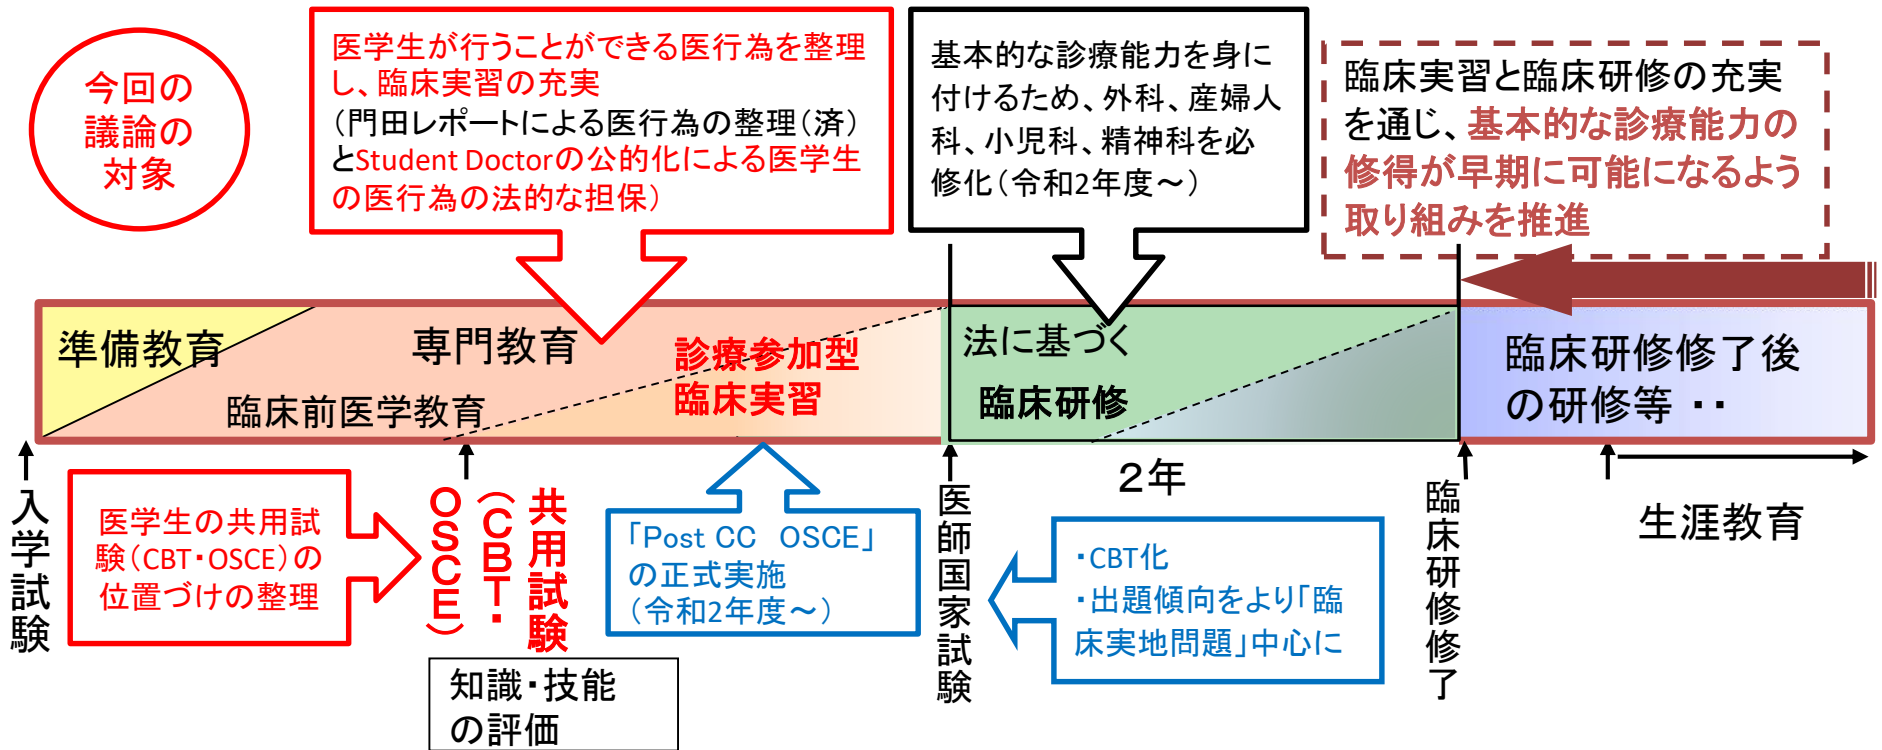 今回の
議論の
対象
医学生が行うことができる医行為を整理
し、臨床実習の充実
（門田レポートによる医行為の整理（済）
とStudent Doctorの公的化による医学生
の医行為の法的な担保）
基本的な診療能力を身に
付けるため、外科、産婦人
科、小児科、精神科を必
修化（令和2年度～）
臨床実習と臨床研修の充実
を通じ、基本的な診療能力の
修得が早期に可能になるよう
取り組みを推進
準備教育
専門教育
臨床前医学教育
診療参加型
臨床実習
法に基づく
臨床研修
臨床研修修了後
の研修等 ・・
入学試験
医学生の共用試
験（CBT・OSCE）の
位置づけの整理
共用試験
（CBT・
OSCE）
知識・技能
の評価
「Post CC　OSCE」
の正式実施
（令和2年度～）
医師国家試験
2年
・CBT化
・出題傾向をより「臨
床実地問題」中心に
臨床研修修了
生涯教育